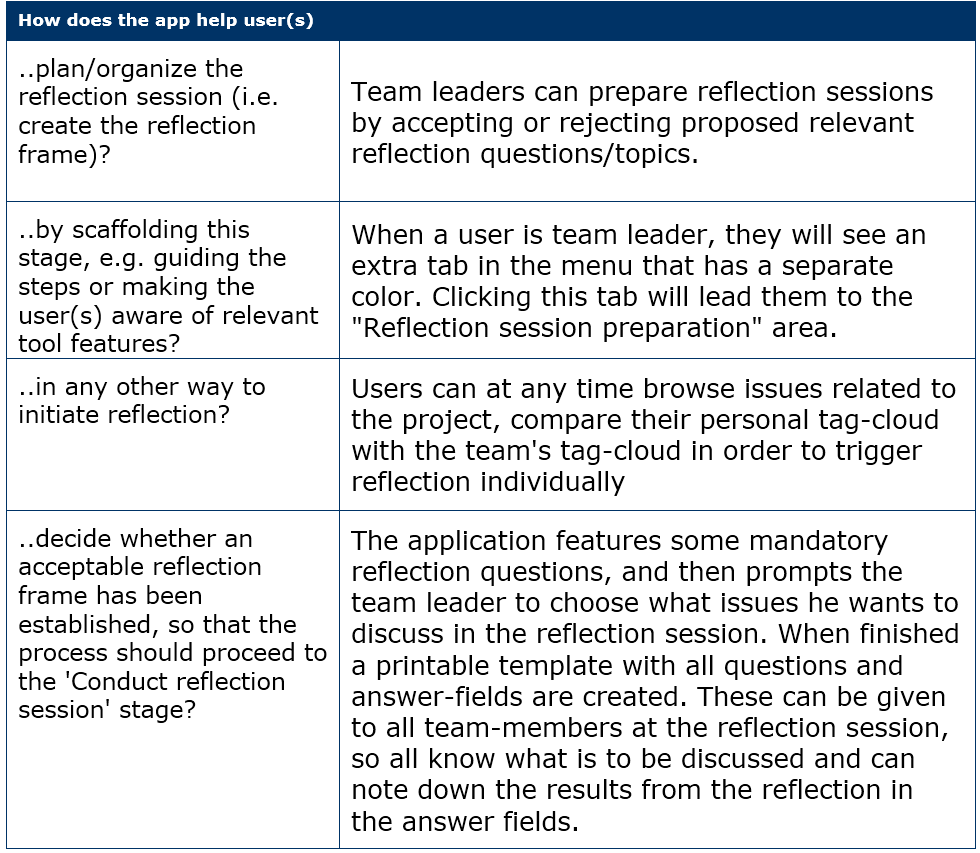 How does the app help user(s)
..plan/organize the
reflection session (i.e.
create the reflection
frame)?
Team leaders can prepare reflection sessions
by accepting or rejecting proposed relevant
reflection questions/topics.
..by scaffolding this
stage, e.g. guiding the
steps or making the
user(s) aware of relevant
tool features?
When a user is team leader, they will see an
extra tab in the menu that has a separate
color. Clicking this tab will lead them to the
"Reflection session preparation" area.
..in any other way to
initiate reflection?
Users can at any time browse issues related to
the project, compare their personal tag-cloud
with the team's tag-cloud in order to trigger
reflection individually
..decide whether an
acceptable reflection
frame has been
established, so that the
process should proceed to
the 'Conduct reflection
session' stage?
The application features some mandatory
reflection questions, and then prompts the
team leader to choose what issues he wants to
discuss in the reflection session. When finished
a printable template with all questions and
answer-fields are created. These can be given
to all team-members at the reflection session,
so all know what is to be discussed and can
note down the results from the reflection in
the answer fields.